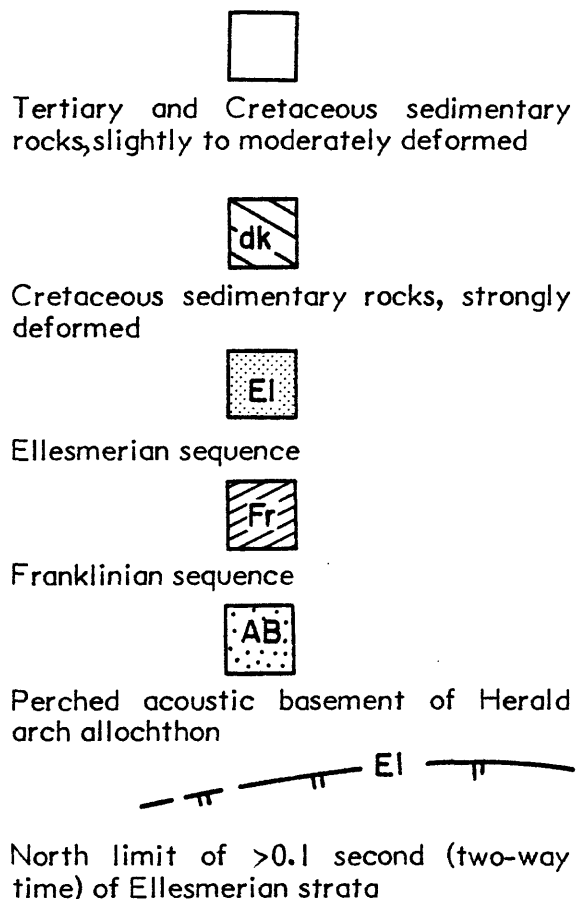 Tertiary and Cretaceous sedimentary
rocks, slightly to moderately deformed
dk
Cretaceous sedimentary rocks, strongly
deformed
El
Ellesmerian sequence
Fr
Franklinian sequence
AB
Perched acoustic basement of Herald
arch allochthon
El
North limit of >0.1 second (two-way
time) of Ellesmerian strata